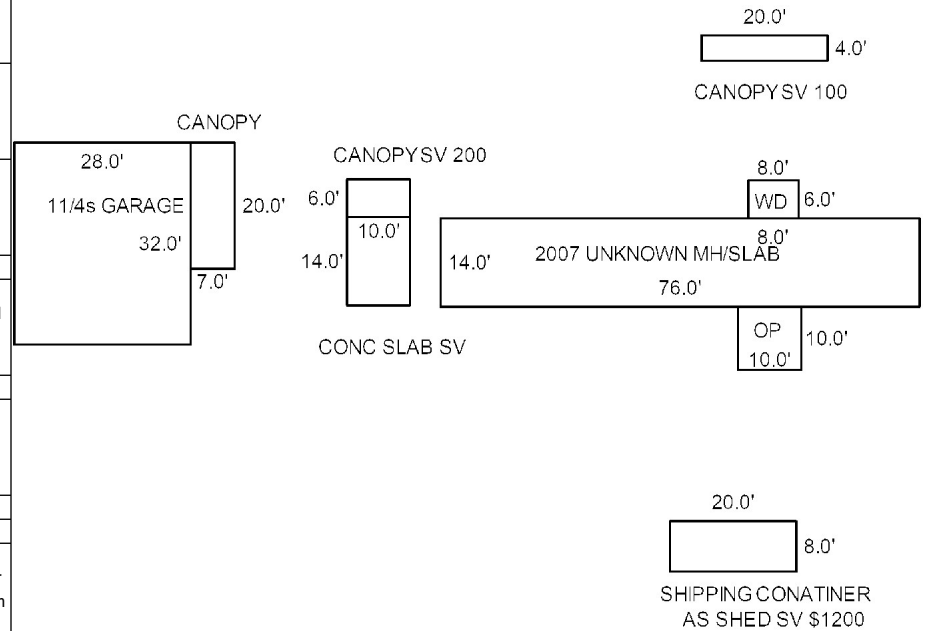 20.0'
4.0'
CANOPY SV 100
CANOPY
28.0'
11/4s GARAGE
20.0'
32.0'
7.0'
CANOPY SV 200
6.0'
10.0'
14.0'
CONC SLAB SV
8.0'
WD
6.0'
8.0'
14.0'
2007 UNKNOWN MH/SLAB
76.0'
OP
10.0'
10.0'
20.0'
8.0'
SHIPPING CONATINER
AS SHED SV $1200